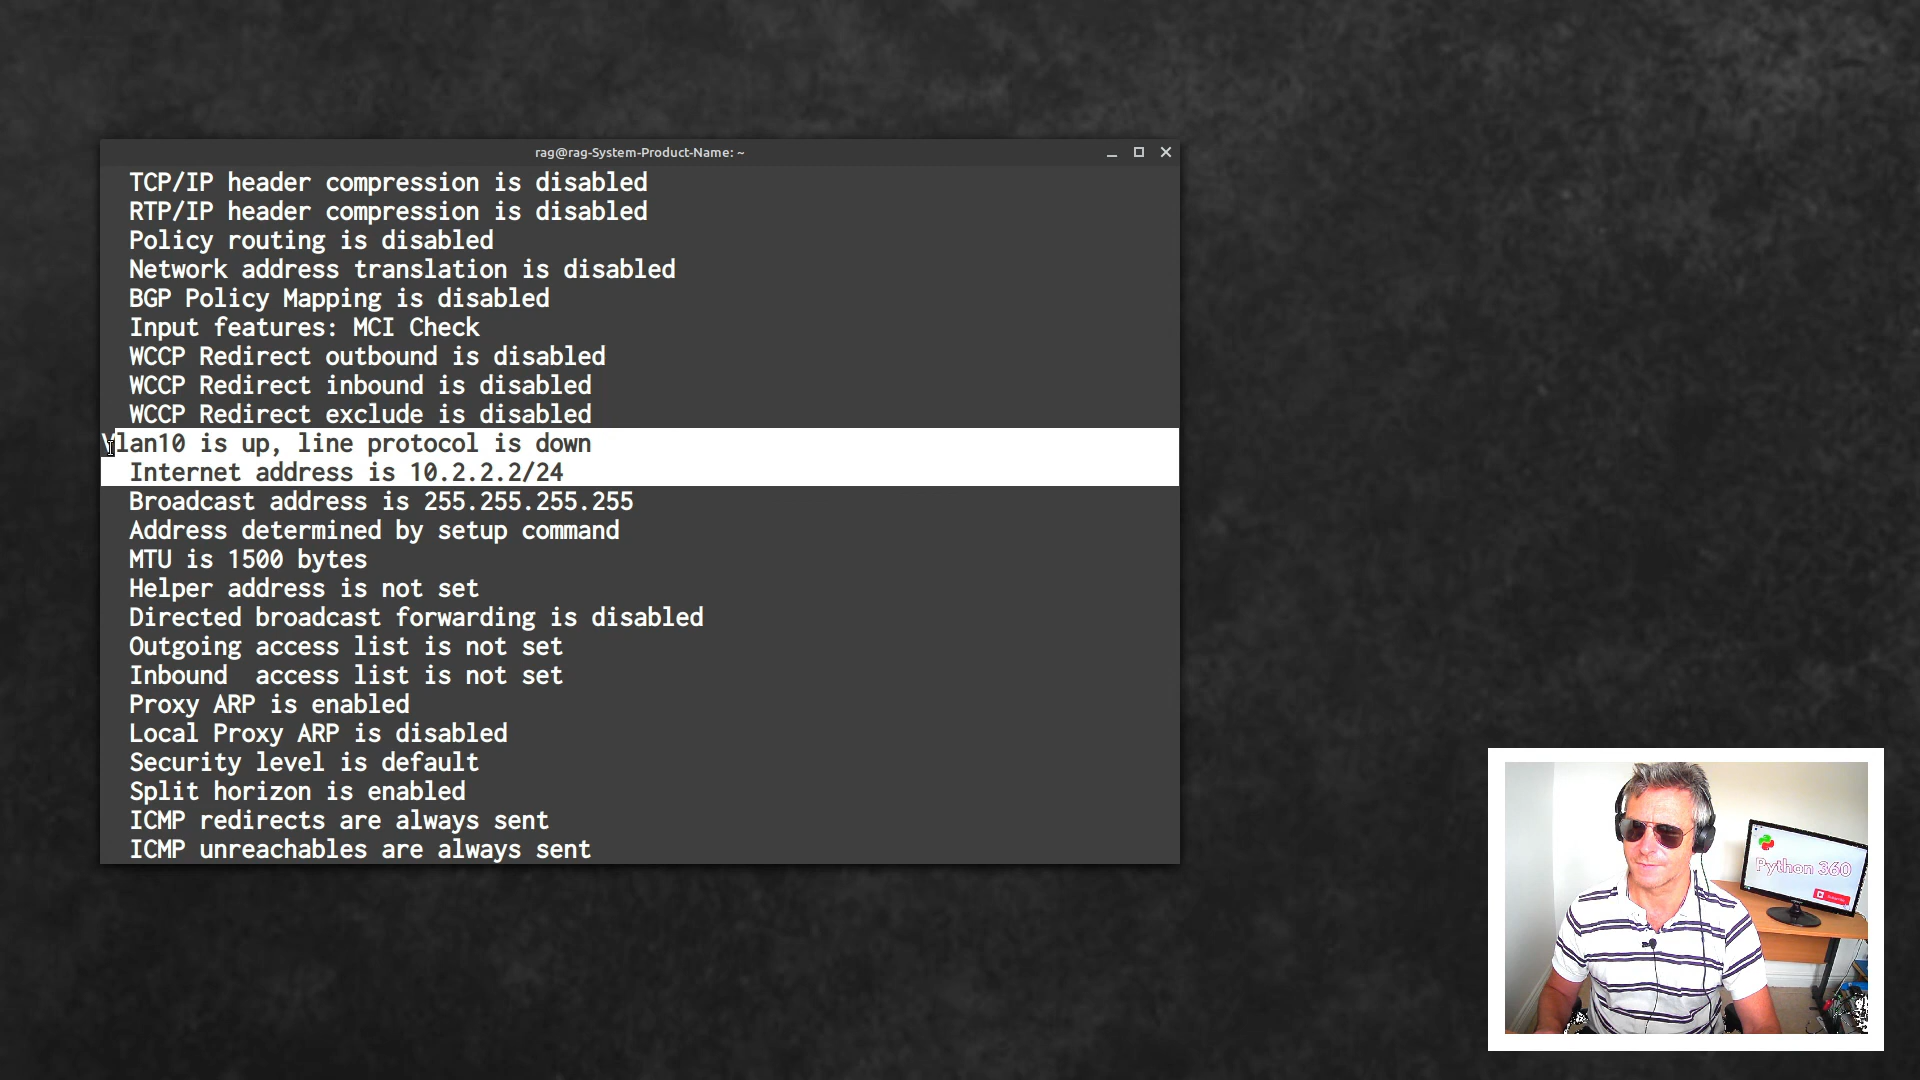 rag@rag-System-Product-Name: ~
TCP/IP header compression is disabled
RTP/IP header compression is disabled
Policy routing is disabled
Network address translation is disabled
BGP Policy Mapping is disabled
Input features: MCI Check
WCCP Redirect outbound is disabled
WCCP Redirect inbound is disabled
WCCP Redirect exclude is disabled
Vlan10 is up, line protocol is down
Internet address is 10.2.2.2/24
Broadcast address is 255.255.255.255
Address determined by setup command
MTU is 1500 bytes
Helper address is not set
Directed broadcast forwarding is disabled
Outgoing access list is not set
Inbound  access list is not set
Proxy ARP is enabled
Local Proxy ARP is disabled
Security level is default
Split horizon is enabled
ICMP redirects are always sent
ICMP unreachables are always sent
Python 360